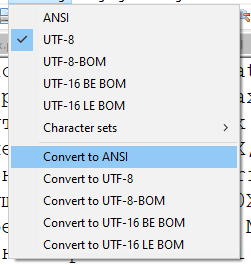 ANSI
UTF-8
UTF-8-BOM
UTF-16 BE BOM
UTF-16 LE BOM
Character sets
Convert to ANSI
Convert to UTF-8
Convert to UTF-8-BOM
Convert to UTF-16 BE BOM
Convert to UTF-16 LE BOM